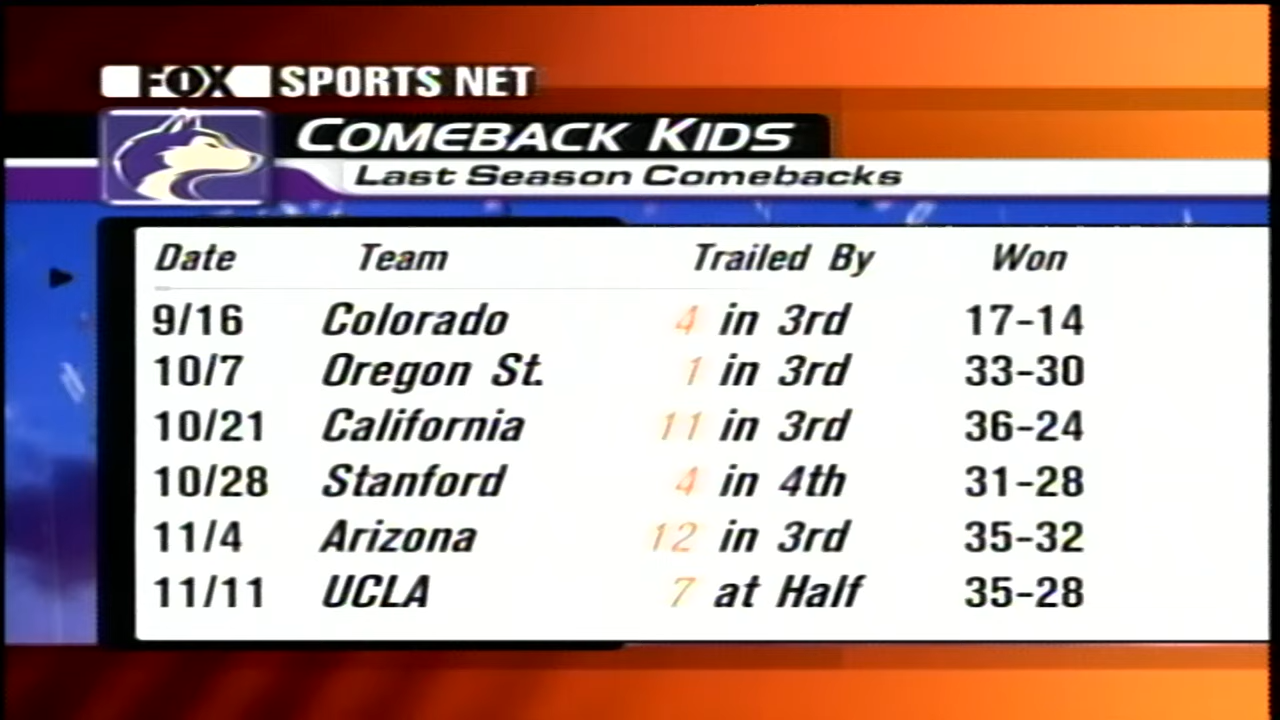 FOX SPORTS NET
COMEBACK KIDS
Last Season Comebacks
Date Team Trailed By Won
9/16 Colorado 4 in 3rd 17-14
10/7 Oregon St. 1 in 3rd 33-30
10/21 California 11 in 3rd 36-24
10/28 Stanford 4 in 4th 31-28
11/4 Arizona 12 in 3rd 35-32
11/11 UCLA 7 at Half 35-28